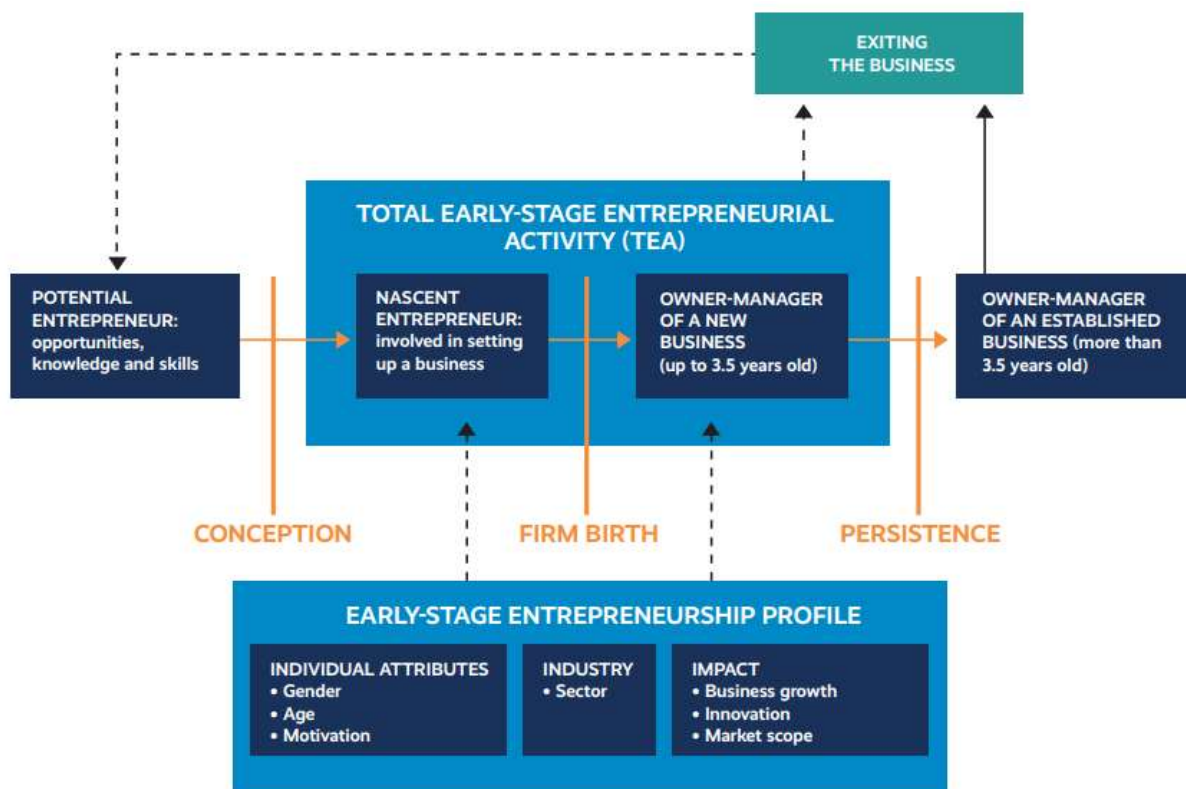 EXITING
THE BUSINESS
TOTAL EARLY-STAGE ENTREPRENEURIAL
ACTIVITY (TEA)
POTENTIAL
ENTREPRENEUR:
opportunities,
knowledge and skills
NASCENT
ENTREPRENEUR:
involved in setting
up a business
OWNER-MANAGER
OF A NEW
BUSINESS
(up to 3.5 years old)
OWNER-MANAGER
OF AN ESTABLISHED
BUSINESS (more than
3.5 years old)
CONCEPTION
FIRM BIRTH
PERSISTENCE
EARLY-STAGE ENTREPRENEURSHIP PROFILE
INDIVIDUAL ATTRIBUTES
• Gender
• Age
• Motivation
INDUSTRY
• Sector
IMPACT
• Business growth
• Innovation
• Market scope